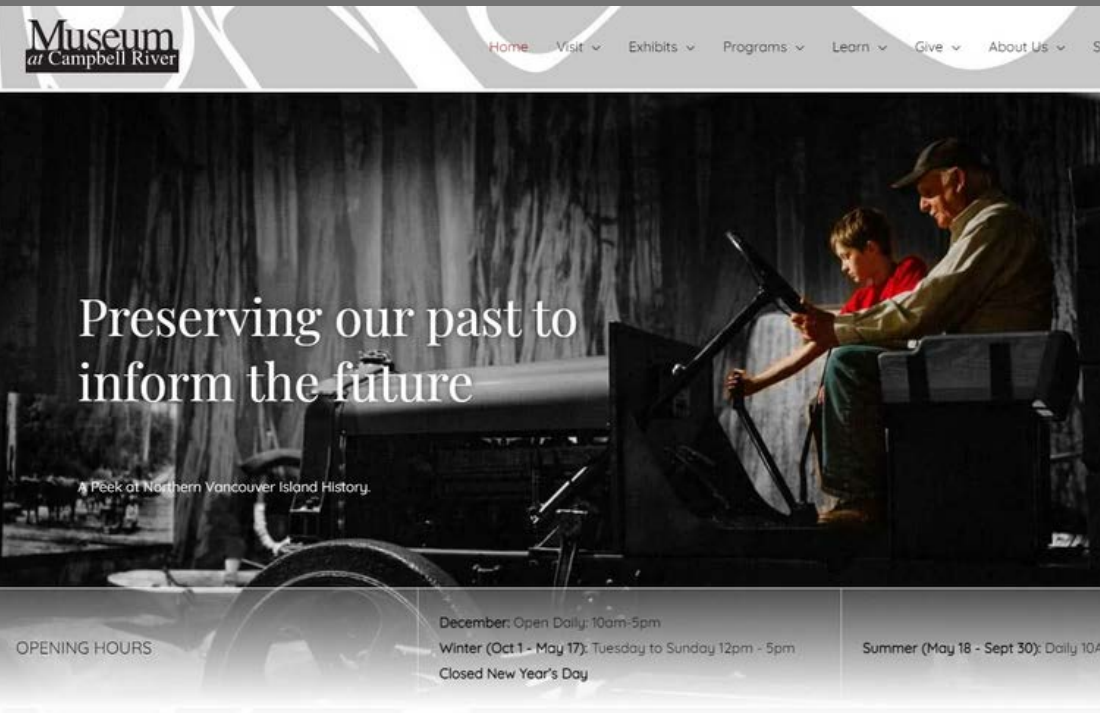 Museum
at Campbell River
Home Visit Exhibits Programs Learn Give About Us S
Preserving our past to
inform the future
A Peek at Northern Vancouver Island History.
OPENING HOURS
December: Open Daily: 10am-5pm
Winter (Oct 1 - May 17): Tuesday to Sunday 12pm - 5pm
Closed New Year's Day
Summer (May 18 - Sept 30): Daily 10A